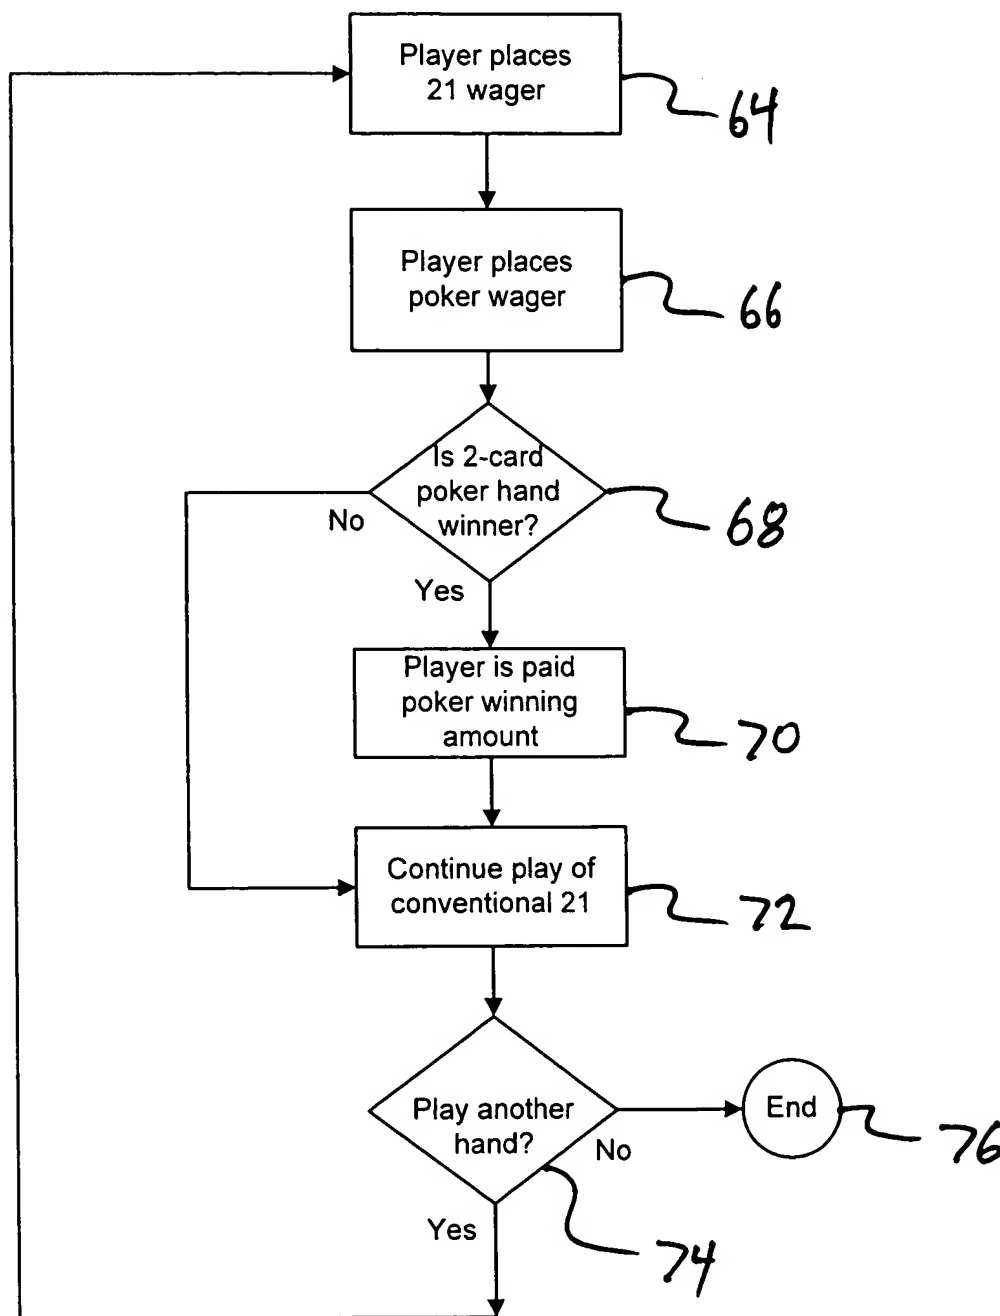 Player places
21 wager
64
Player places
poker wager
66
Is 2-card
poker hand
winner?
68
No
Yes
Player is paid
poker winning
amount
70
Continue play of
conventional 21
72
Play another
hand?
No
End
76
Yes
74